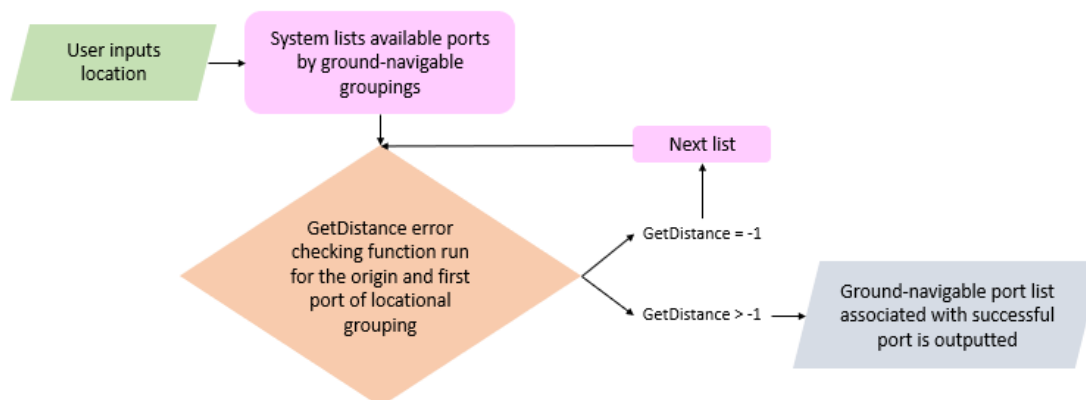 User inputs
location
System lists available ports
by ground-navigable
groupings
Next list
GetDistance error
checking function run
for the origin and first
port of locational
grouping
GetDistance = -1
GetDistance > -1
Ground-navigable port list
associated with successful
port is outputted